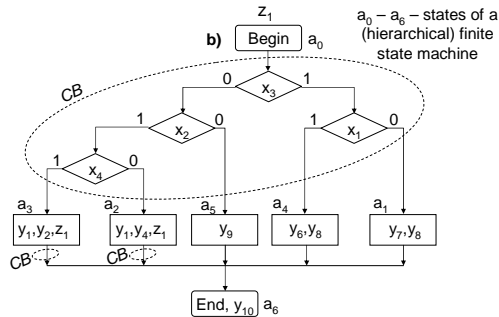 z1
b) Begin a0
a0 – a6 – states of a
(hierarchical) finite
state machine
CB
0 x3 1
1 x2 0
1 x1 0
1 x4 0
a3 a2 a5 a4 a1
y1,y2,z1 y1,y4,z1 y9 y6,y8 y7,y8
CB CB
End, y10 a6